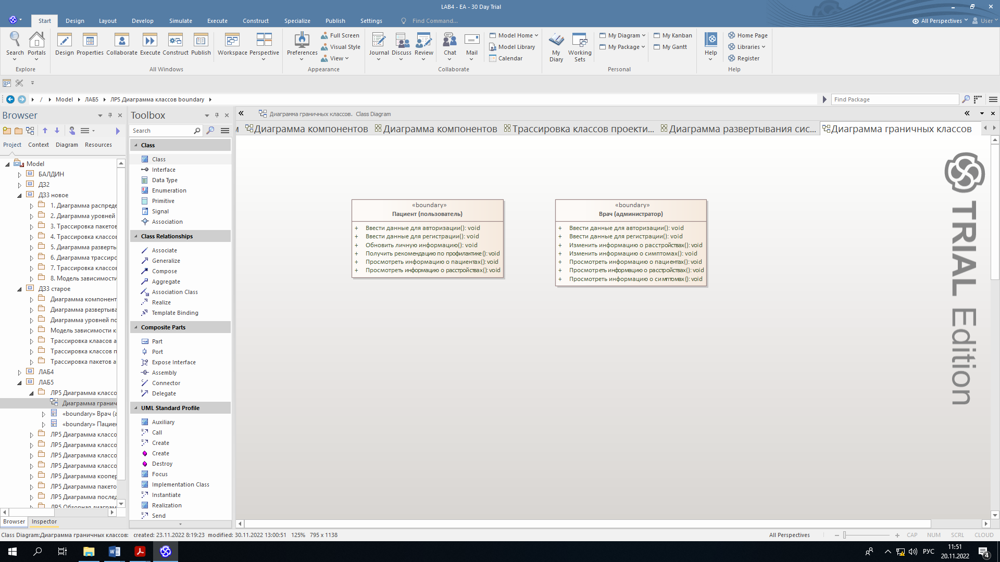 LAB4 - EA - 30 Day Trial
Start
Design
Layout
Develop
Simulate
Execute
Construct
Specialize
Publish
Settings
Find Command...
All Perspectives
User
Search
Portals
Explore
Design
Properties
Collaborate
Execute
Construct
Publish
All Windows
Workspace
Perspective
Preferences
Full Screen
Visual Style
View
Appearance
Journal
Discuss
Review
Chat
Mail
Model Home
Model Library
Calendar
Collaborate
My Diary
Working Sets
My Diagram
My Package
My Kanban
My Gantt
Personal
Help
Home Page
Libraries
Register
Help
/ Model ЛАБ5 ЛР5 Диаграмма классов boundary
Find Package
Browser
Project
Context
Diagram
Resources
Model
БАЛДИН
ДЗ2
ДЗ3 новое
1. Диаграмма распреде
2. Диаграмма уровней
3. Трассировка пакетов
4. Трассировка классов
5. Диаграмма разверть
6. Диаграмма трассиро
7. Трассировка классов
8. Модель зависимости
ДЗ3 старое
Диаграмма компонент
Диаграмма развертыва
Диаграмма уровней по
Модель зависимости к
Трассировка клаасов а
Трассировка классов п
Трассировка пакетов а
ЛАБ4
ЛАБ5
ЛР5 Диаграмма классо
Диаграмма гранич
«boundary» Врач (а
«boundary» Пациен
ЛР5 Диаграмма классо
ЛР5 Диаграмма классо
ЛР5 Диаграмма классо
ЛР5 Диаграмма классо
ЛР5 Диаграмма коопер
ЛР5 Диаграмма пакето
ЛР5 Диаграмма послед
ЛР5 Обзорная диаграм
Browser
Inspector
Toolbox
Search
Class
Class
Interface
Data Type
Enumeration
Primitive
Signal
Association
Class Relationships
Associate
Generalize
Compose
Aggregate
Association Class
Realize
Template Binding
Composite Parts
Part
Port
Expose Interface
Assembly
Connector
Delegate
UML Standard Profile
Auxiliary
Call
Create
Create
Destroy
Focus
Implementation Class
Instantiate
Realization
Send
Диаграмма граничных классов. Class Diagram
м
Диаграмма компонентов
Диаграмма компонентов
Трассировка классов проекти...
Диаграмма развертывания сис...
Диаграмма граничных классов
«boundary»
Пациент (пользователь)
+ Ввести данные для авторизации(): void
+ Ввести данные для регистрации(): void
+ Обновить личную информацию(): void
+ Получить рекомендацию по профилактике(): void
+ Просмотреть информацию о пациентах(): void
+ Просмотреть информацию о расстройствах(): void
«boundary»
Врач (администратор)
+ Ввести данные для авторизации(): void
+ Ввести данные для регистрации(): void
+ Изменить информацию о расстройствах(): void
+ Изменить информацию о симптомах(): void
+ Просмотреть информацию о пациентах(): void
+ Просмотреть информацию о расстройствах(): void
+ Просмотреть информацию о симптомах(): void
TRIAL Edition
Class Diagram:Диаграмма граничных классов: created: 23.11.2022 8:19:23 modified: 30.11.2022 13:00:51 125% 795 x 1138
All Perspectives
CAP
NUM
SCRL
CLOUD
РУС
11:51
20.11.2022
4